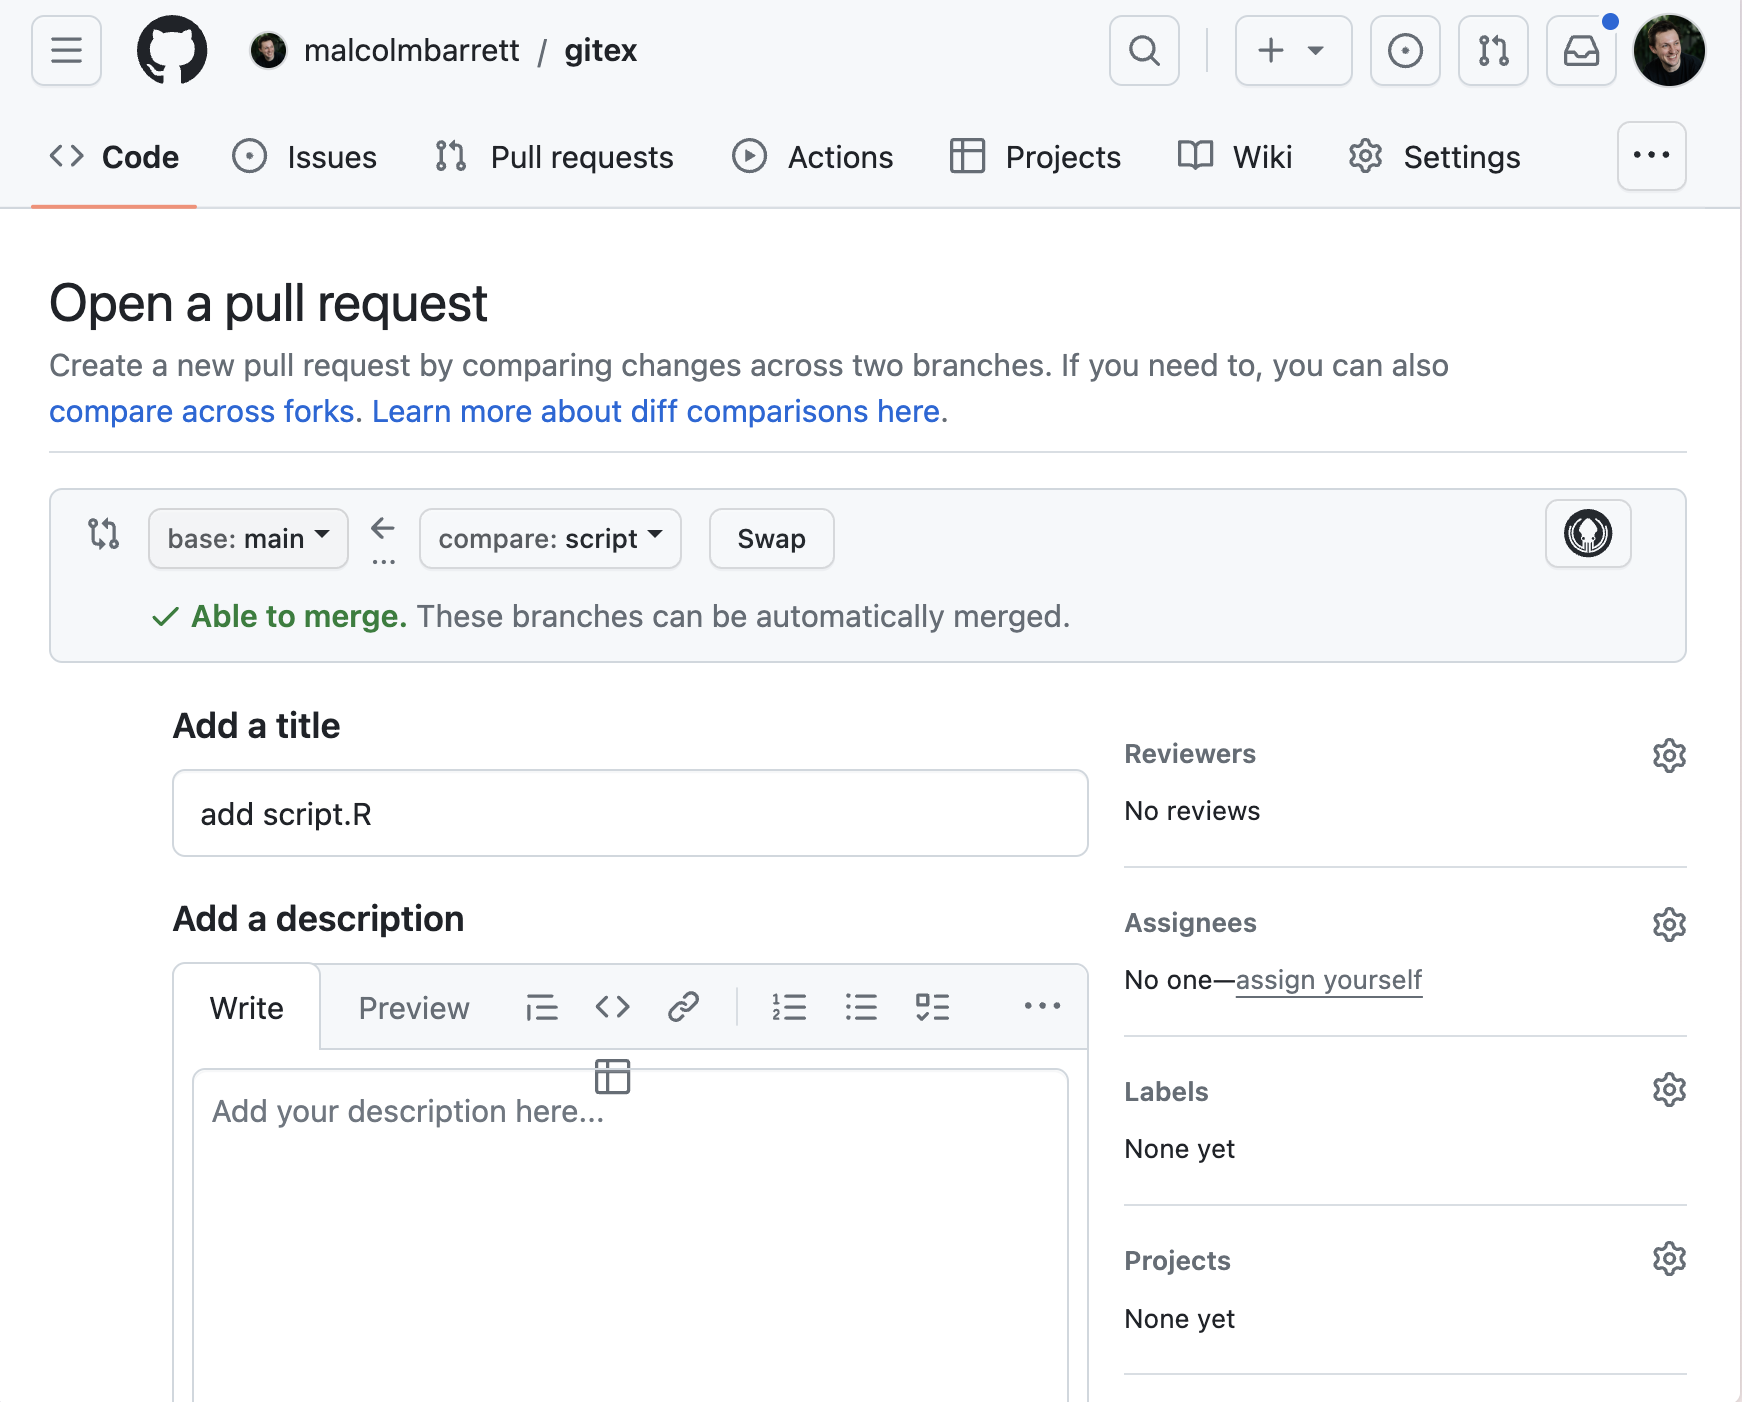 malcolmbarrett / gitex
Code Issues Pull requests Actions Projects Wiki Settings
Open a pull request
Create a new pull request by comparing changes across two branches. If you need to, you can also
compare across forks. Learn more about diff comparisons here.
base: main compare: script Swap
Able to merge. These branches can be automatically merged.
Add a title
add script.R
Add a description
Write Preview
Add your description here...
Reviewers
No reviews
Assignees
No one—assign yourself
Labels
None yet
Projects
None yet